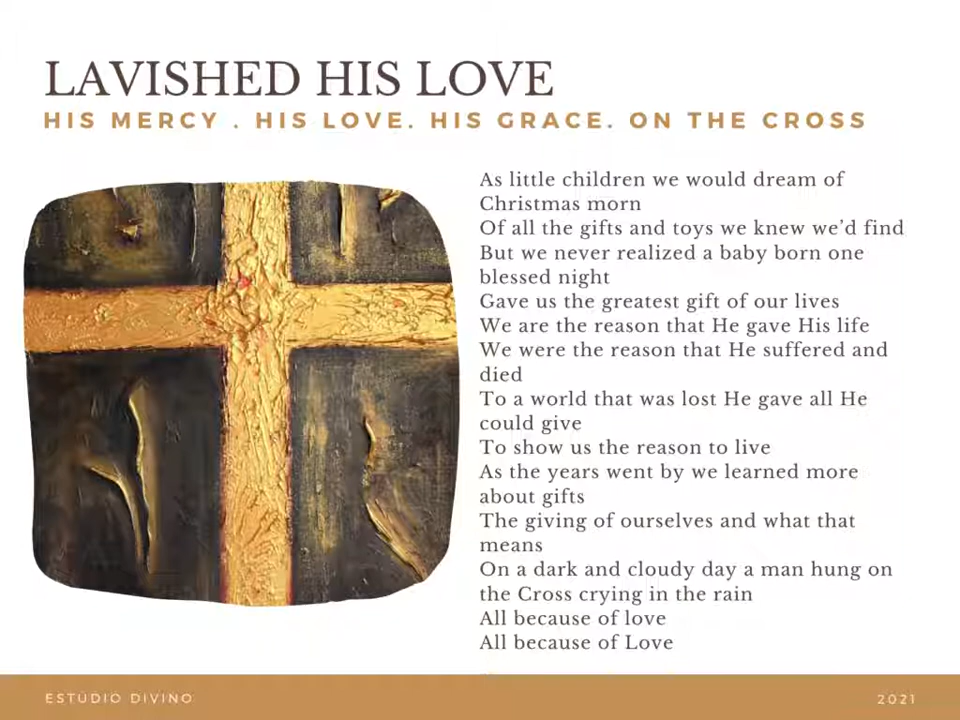 LAVISHED HIS LOVE
HIS MERCY . HIS LOVE. HIS GRACE. ON THE CROSS
As little children we would dream of
Christmas morn
Of all the gifts and toys we knew we’d find
But we never realized a baby born one
blessed night
Gave us the greatest gift of our lives
We are the reason that He gave His life
We were the reason that He suffered and
died
To a world that was lost He gave all He
could give
To show us the reason to live
As the years went by we learned more
about gifts
The giving of ourselves and what that
means
On a dark and cloudy day a man hung on
the Cross crying in the rain
All because of love
All because of Love
ESTÚDIO DIVINO
2021